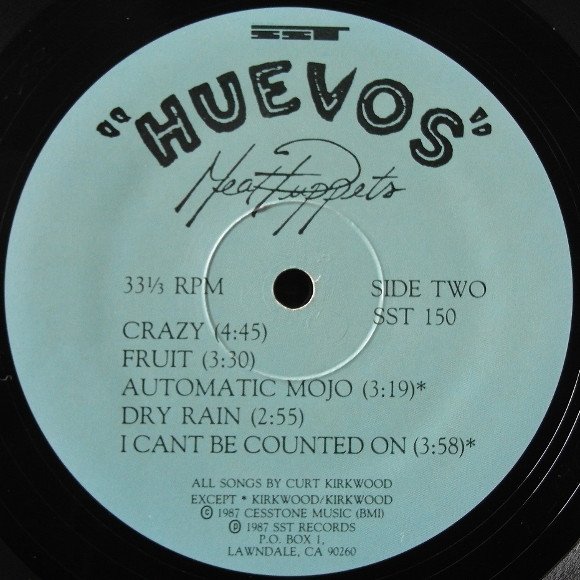 SST
"HUEVOS"
Meat Puppets
33⅓ RPM
SIDE TWO
SST 150
CRAZY (4:45)
FRUIT (3:30)
AUTOMATIC MOJO (3:19)*
DRY RAIN (2:55)
I CANT BE COUNTED ON (3:58)*
ALL SONGS BY CURT KIRKWOOD
EXCEPT * KIRKWOOD/KIRKWOOD
© 1987 CESSTONE MUSIC (BMI)
℗ 1987 SST RECORDS
P.O. BOX 1,
LAWNDALE, CA 90260